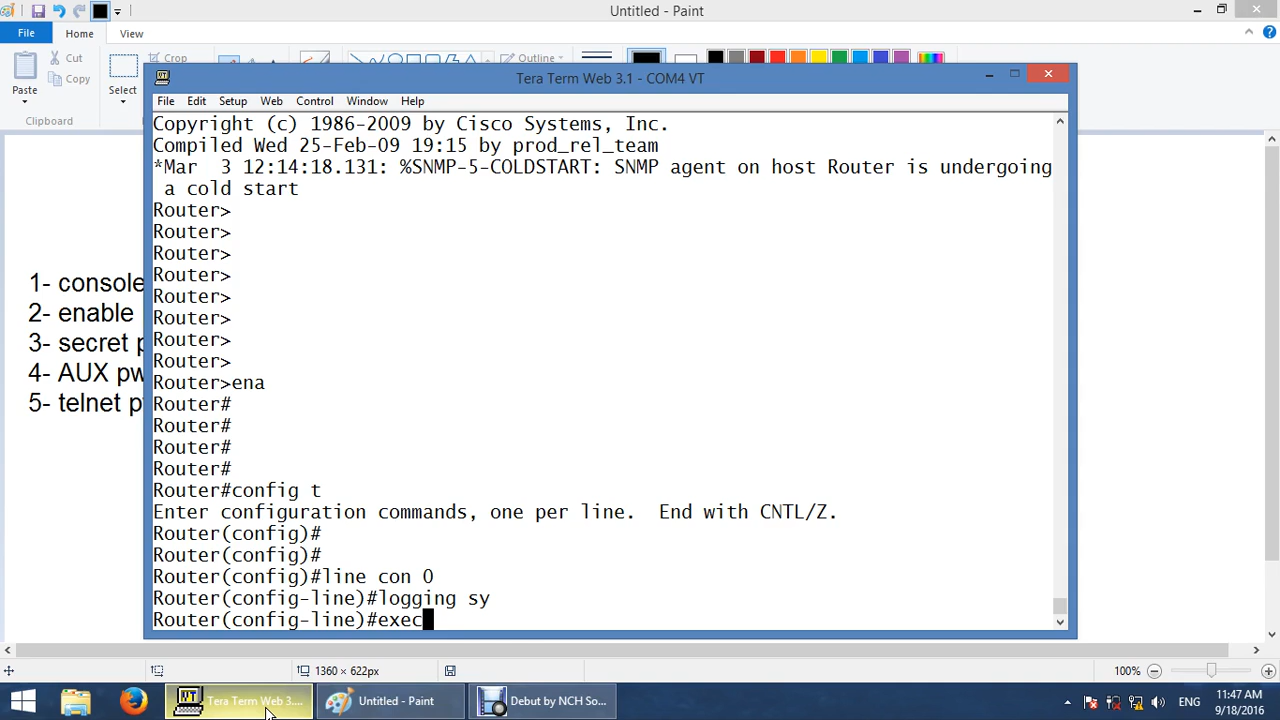 Untitled - Paint
File Home View
Cut
Copy
Paste
Clipboard
Select
Crop
Outline
Tera Term Web 3.1 - COM4 VT
File Edit Setup Web Control Window Help
Copyright (c) 1986-2009 by Cisco Systems, Inc.
Compiled Wed 25-Feb-09 19:15 by prod_rel_team
*Mar  3 12:14:18.131: %SNMP-5-COLDSTART: SNMP agent on host Router is undergoing
 a cold start
Router>
Router>
Router>
Router>
Router>
Router>
Router>
Router>
Router>ena
Router#
Router#
Router#
Router#
Router#config t
Enter configuration commands, one per line.  End with CNTL/Z.
Router(config)#
Router(config)#
Router(config)#line con 0
Router(config-line)#logging sy
Router(config-line)#exec
1- console
2- enable
3- secret p
4- AUX pw
5- telnet p
1360 × 622px
100%
Tera Term Web 3....
Untitled - Paint
Debut by NCH So...
ENG
11:47 AM
9/18/2016